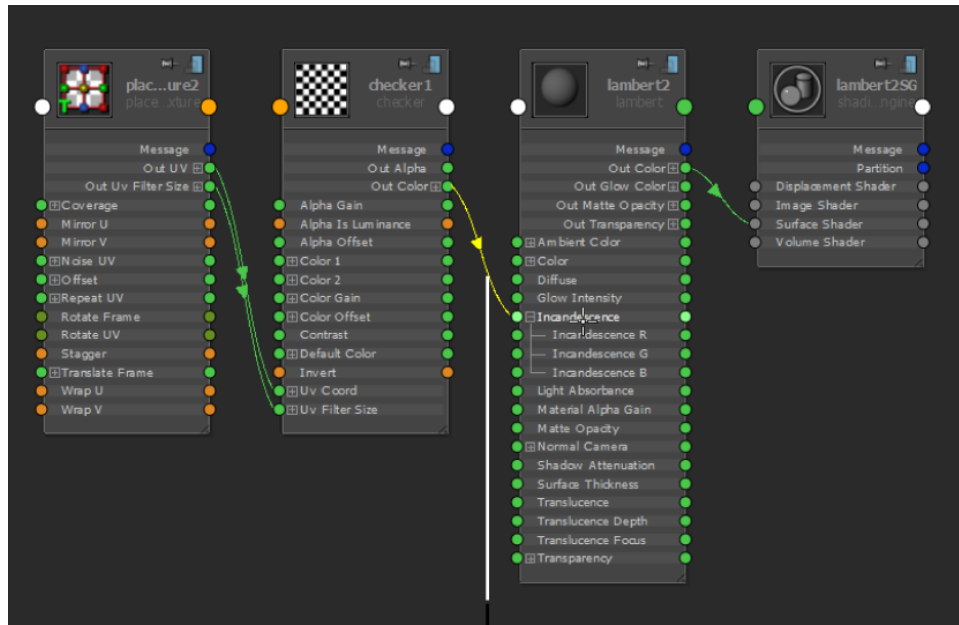 plac...ure2
place...xture
Message
Out UV
Out Uv Filter Size
Coverage
Mirror U
Mirror V
Noise UV
Offset
Repeat UV
Rotate Frame
Rotate UV
Stagger
Translate Frame
Wrap U
Wrap V
checker1
checker
Message
Out Alpha
Out Color
Alpha Gain
Alpha Is Luminance
Alpha Offset
Color 1
Color 2
Color Gain
Color Offset
Contrast
Default Color
Invert
Uv Coord
Uv Filter Size
lambert2
lambert
Message
Out Color
Out Glow Color
Out Matte Opacity
Out Transparency
Ambient Color
Color
Diffuse
Glow Intensity
Incandescence
Incandescence R
Incandescence G
Incandescence B
Light Absorbance
Material Alpha Gain
Matte Opacity
Normal Camera
Shadow Attenuation
Surface Thickness
Translucence
Translucence Depth
Translucence Focus
Transparency
lambert2SG
shadi...ngine
Message
Partition
Displacement Shader
Image Shader
Surface Shader
Volume Shader